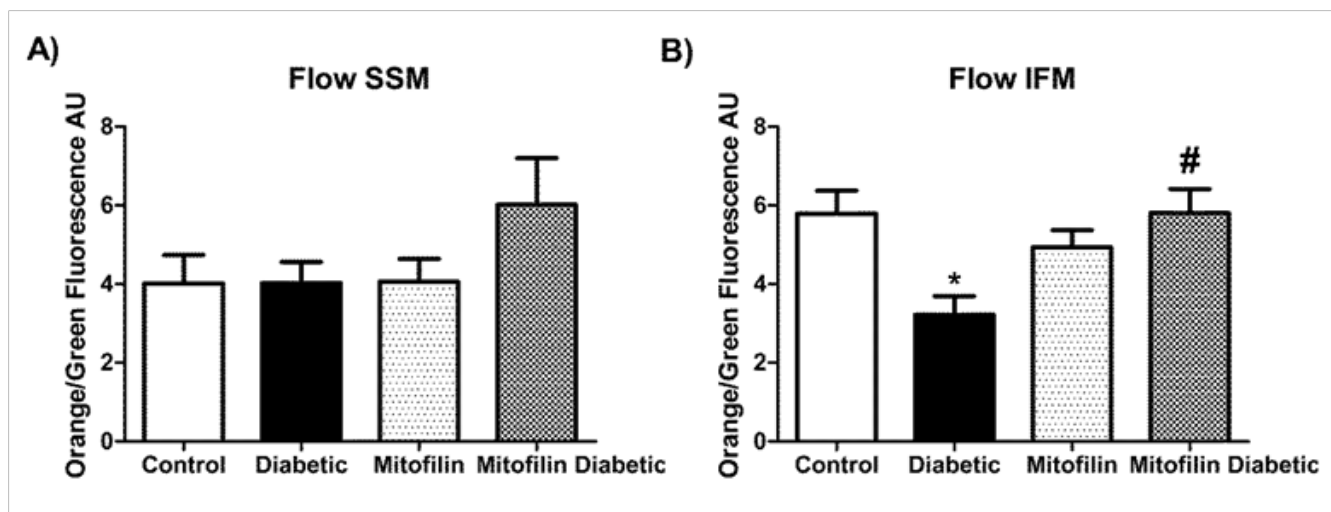 A)
Flow SSM
Orange/Green Fluorescence AU
8
6
4
2
0
Control Diabetic Mitofilin Mitofilin Diabetic
B)
Flow IFM
Orange/Green Fluorescence AU
8
6
4
2
0
*
#
Control Diabetic Mitofilin Mitofilin Diabetic